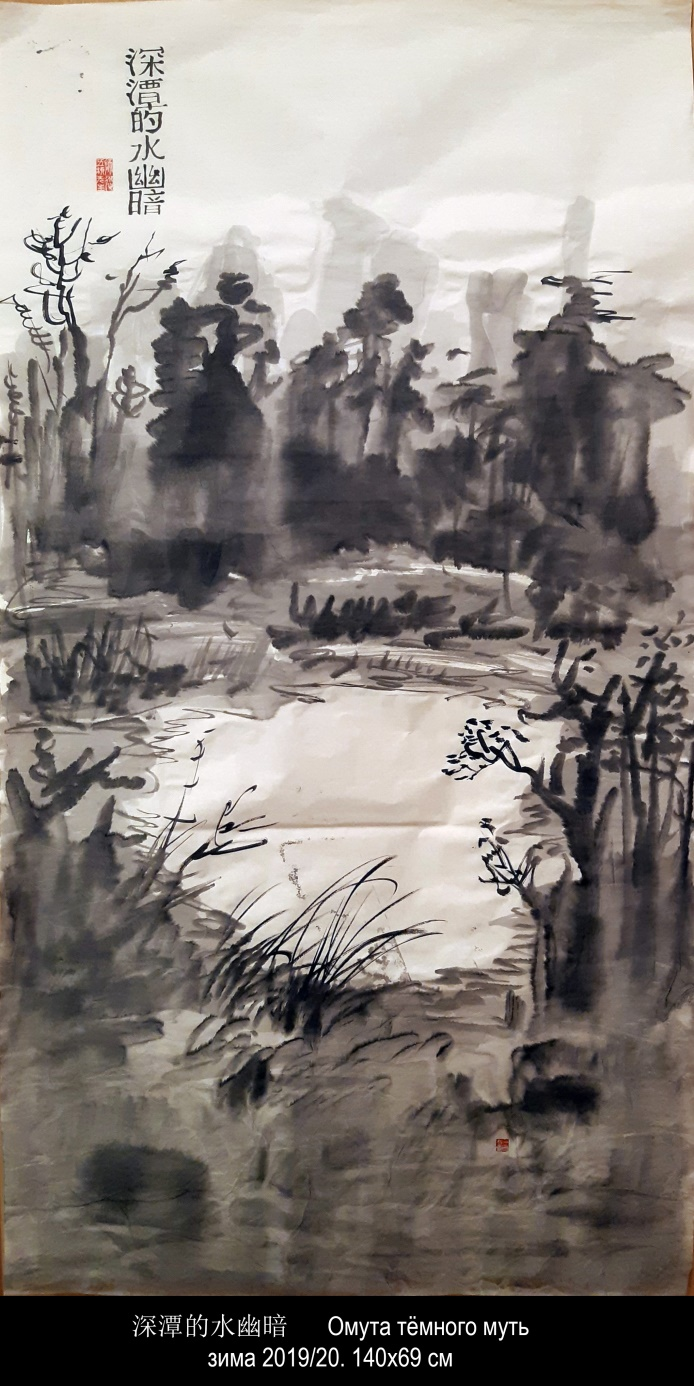 深潭的水幽暗
深潭的水幽暗 Омута тёмного муть
зима 2019/20. 140x69 см